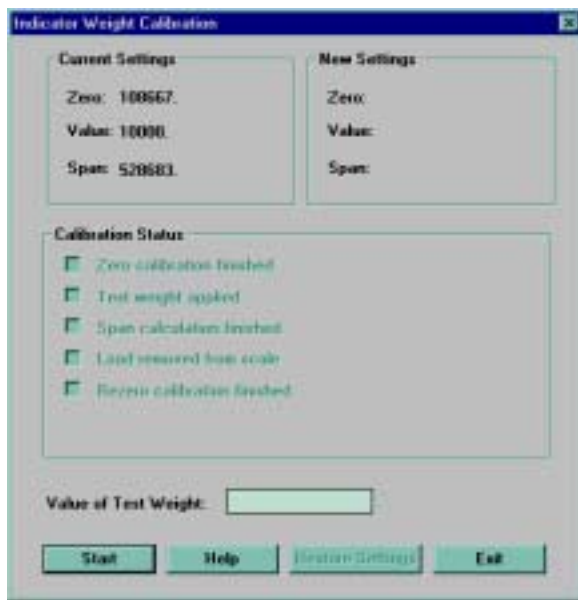 Indicator Weight Calibration
Current Settings
Zero: 108667.
Value: 10000.
Span: 528683.
New Settings
Zero:
Value:
Span:
Calibration Status
Zero calibration finished
Test weight applied
Span calculation finished
Load removed from scale
Rezero calibration finished
Value of Test Weight:
Start Help Restore Settings Exit